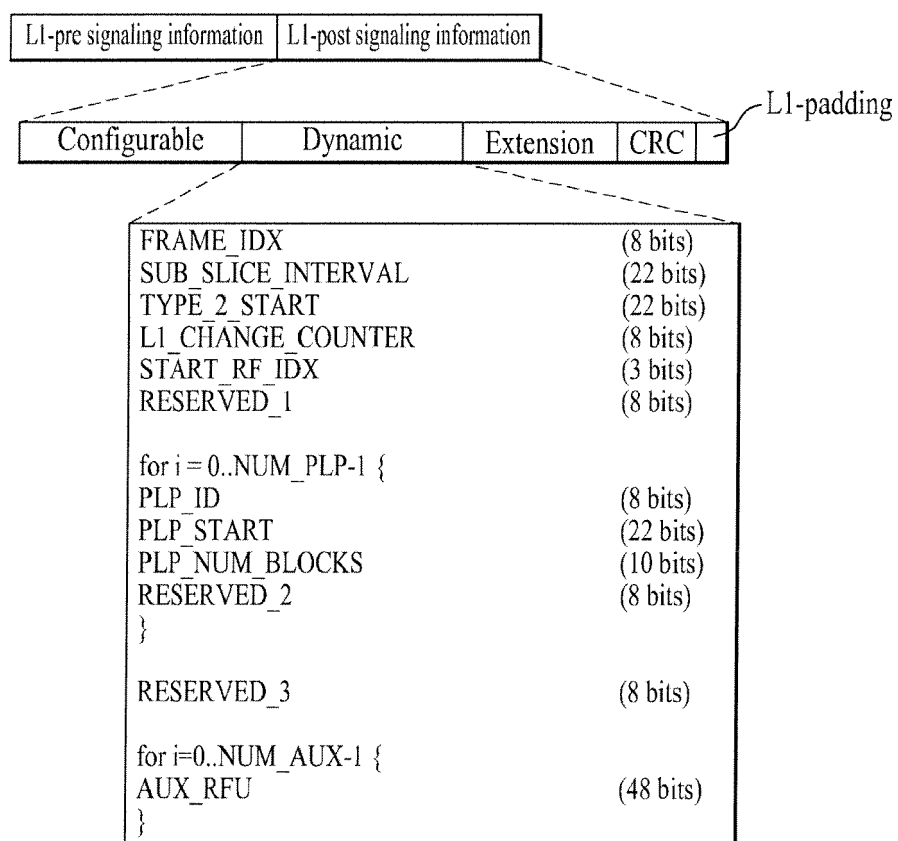 L1-pre signaling information L1-post signaling information
L1-padding
Configurable Dynamic Extension CRC
FRAME_IDX (8 bits)
SUB_SLICE_INTERVAL (22 bits)
TYPE_2_START (22 bits)
L1_CHANGE_COUNTER (8 bits)
START_RF_IDX (3 bits)
RESERVED_1 (8 bits)
for i = 0..NUM_PLP-1 {
PLP_ID (8 bits)
PLP_START (22 bits)
PLP_NUM_BLOCKS (10 bits)
RESERVED_2 (8 bits)
}
RESERVED_3 (8 bits)
for i=0..NUM_AUX-1 {
AUX_RFU (48 bits)
}